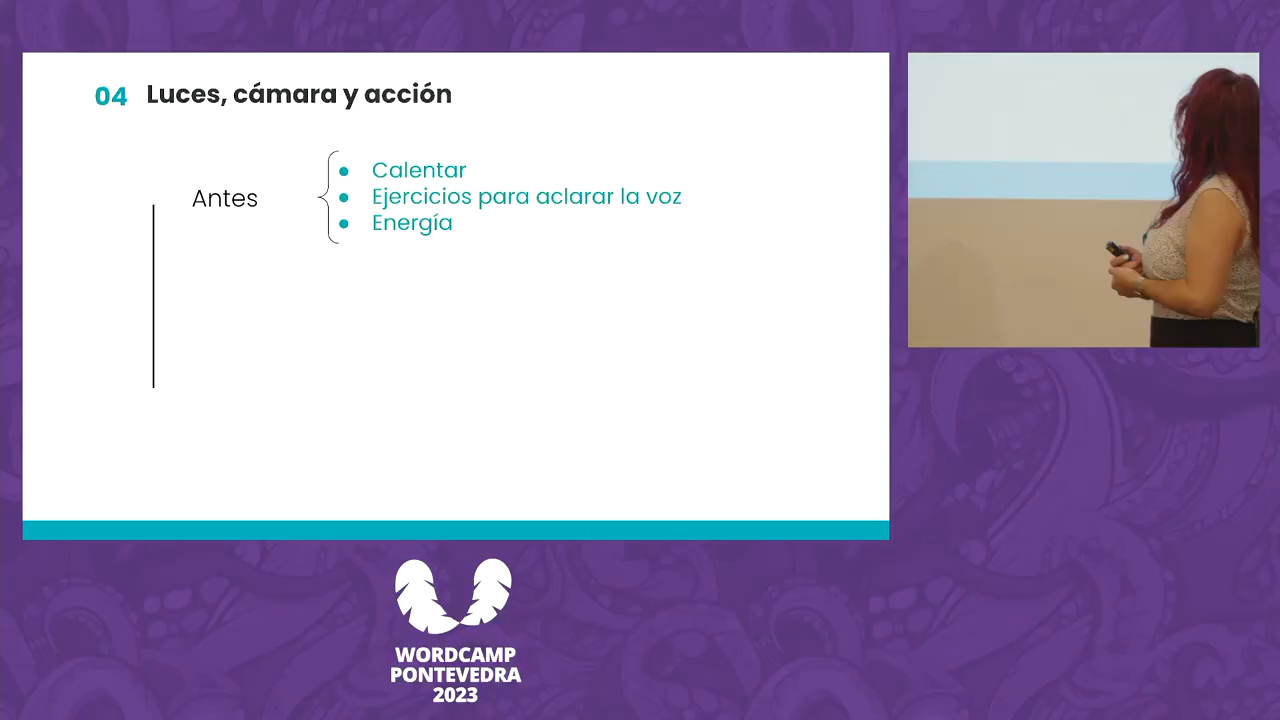 04 Luces, cámara y acción
Antes
Calentar
Ejercicios para aclarar la voz
Energía
WORDCAMP
PONTEVEDRA
2023